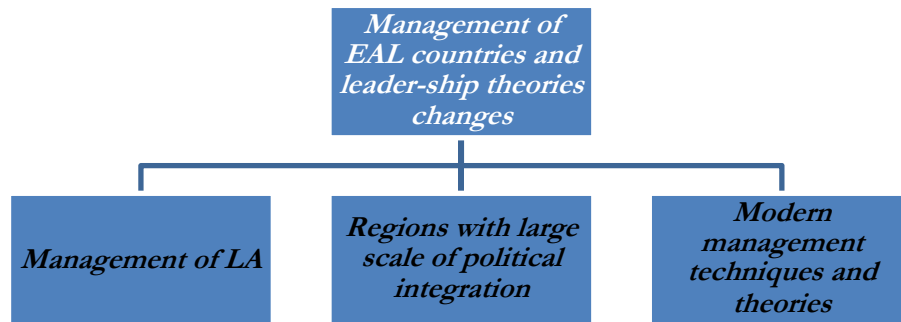 Management of
EAL countries and
leader-ship theories
changes
Management of LA
Regions with large
scale of political
integration
Modern
management
techniques and
theories